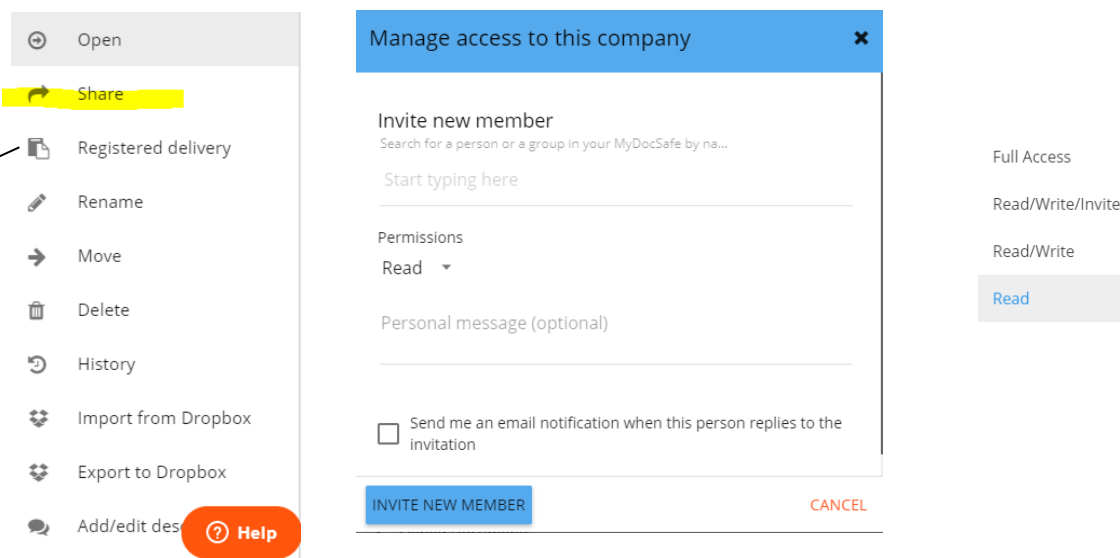 Open
Share
Registered delivery
Rename
Move
Delete
History
Import from Dropbox
Export to Dropbox
Add/edit des
Help
Manage access to this company
Invite new member
Search for a person or a group in your MyDocSafe by na...
Start typing here
Permissions
Read
Personal message (optional)
Send me an email notification when this person replies to the
invitation
INVITE NEW MEMBER
CANCEL
Full Access
Read/Write/Invite
Read/Write
Read